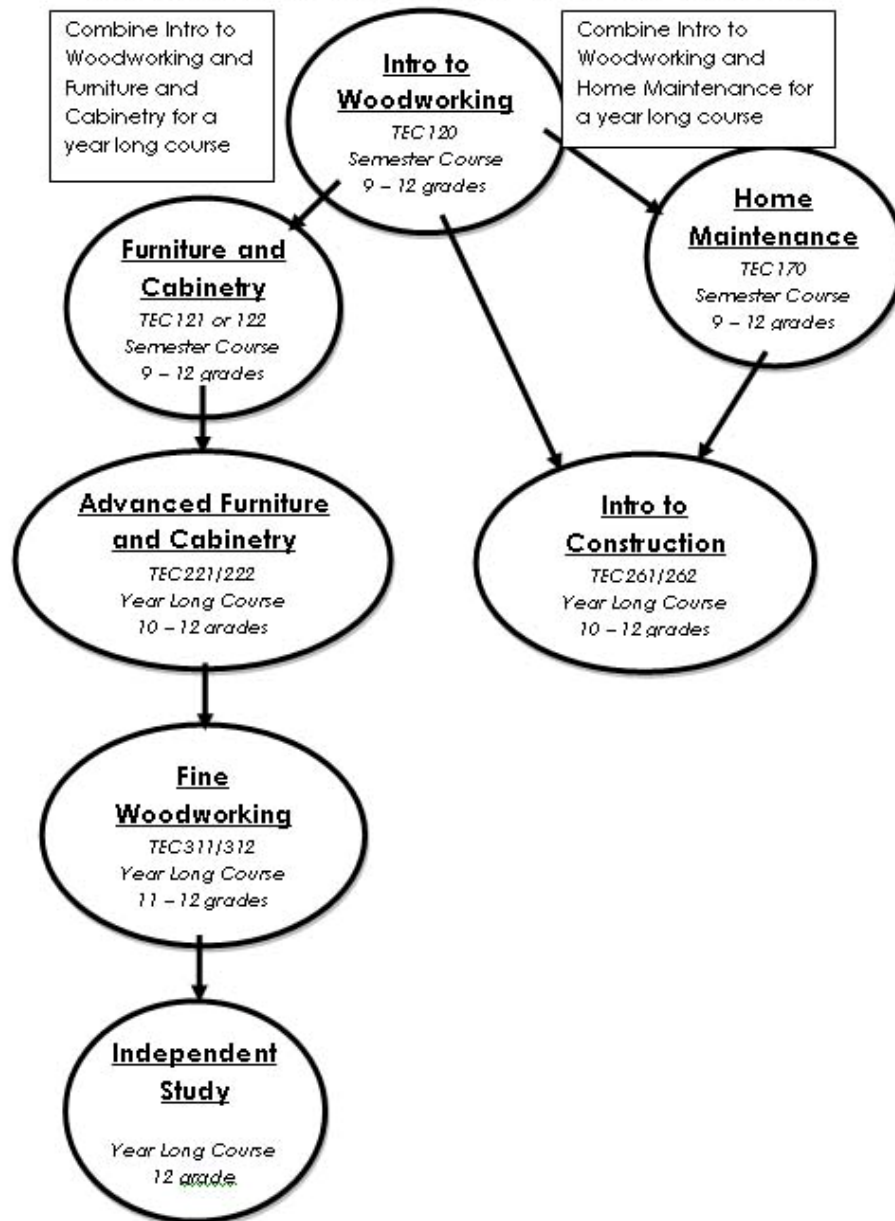 Combine Intro to
Woodworking and
Furniture and
Cabinetry for a
year long course
Intro to
Woodworking
TEC120
Semester Course
9 – 12 grades
Combine Intro to
Woodworking and
Home Maintenance for
a year long course
Furniture and
Cabinetry
TEC121 or 122
Semester Course
9 – 12 grades
Home
Maintenance
TEC170
Semester Course
9 – 12 grades
Advanced Furniture
and Cabinetry
TEC221/222
Year Long Course
10 – 12 grades
Intro to
Construction
TEC261/262
Year Long Course
10 – 12 grades
Fine
Woodworking
TEC311/312
Year Long Course
11 – 12 grades
Independent
Study
Year Long Course
12 grade